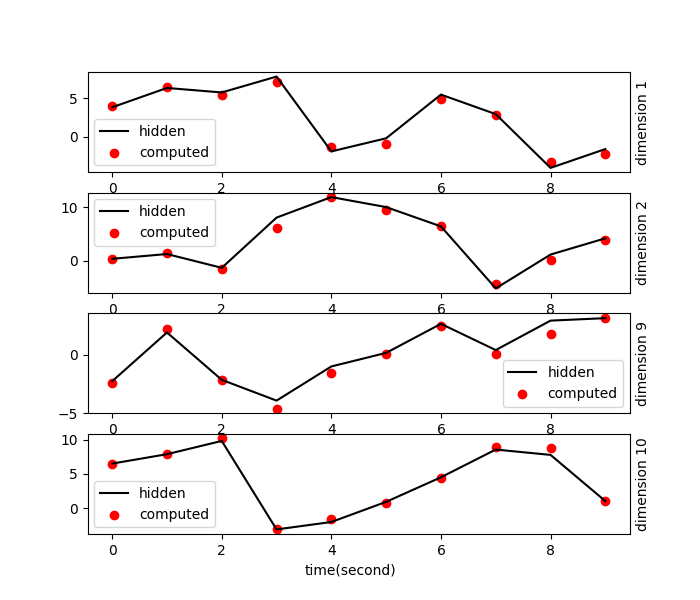 5
0
hidden
computed
dimension 1
0 2 4 6 8
10
0
hidden
computed
dimension 2
0 2 4 6 8
0
−5
hidden
computed
dimension 9
0 2 4 6 8
10
5
0
hidden
computed
dimension 10
0 2 4 6 8
time(second)